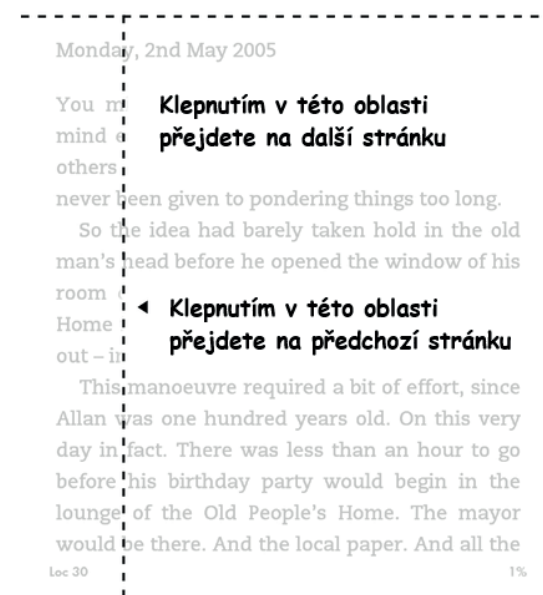 Monday, 2nd May 2005
You
Klepnutím v této oblasti
mind
přejdete na další stránku
others
never been given to pondering things too long.
So the idea had barely taken hold in the old
man's head before he opened the window of his
room
Klepnutím v této oblasti
Home
přejdete na předchozí stránku
out –
This manoeuvre required a bit of effort, since
Allan was one hundred years old. On this very
day in fact. There was less than an hour to go
before his birthday party would begin in the
lounge of the Old People's Home. The mayor
would be there. And the local paper. And all the
Loc 30
1%